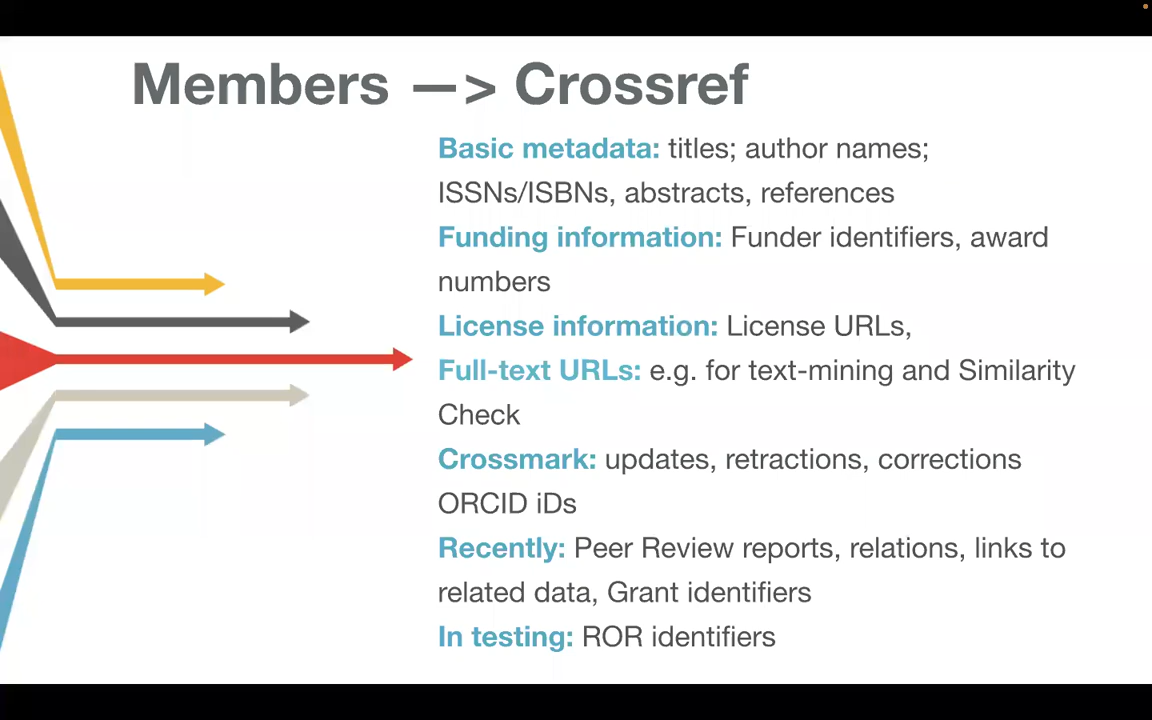 Members —> Crossref
Basic metadata: titles; author names;
ISSNs/ISBNs, abstracts, references
Funding information: Funder identifiers, award
numbers
License information: License URLs,
Full-text URLs: e.g. for text-mining and Similarity
Check
Crossmark: updates, retractions, corrections
ORCID iDs
Recently: Peer Review reports, relations, links to
related data, Grant identifiers
In testing: ROR identifiers